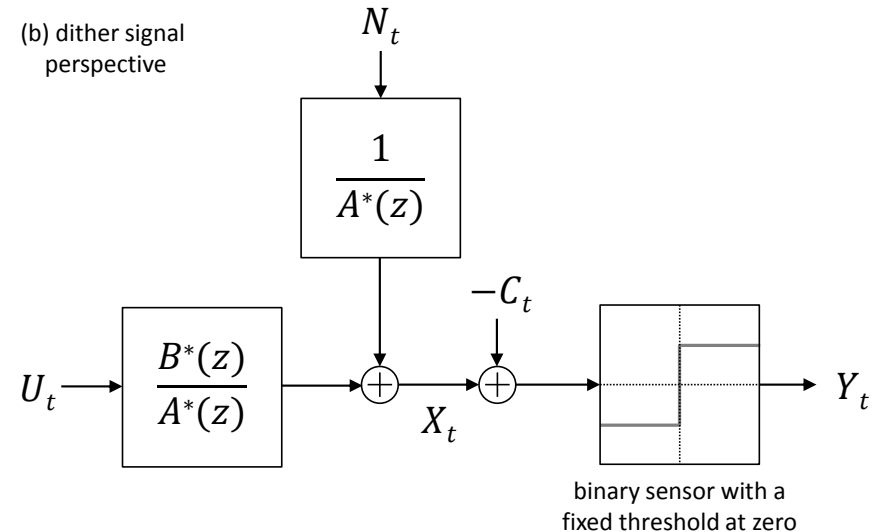 (b) dither signal
perspective
N_t
1
A*(z)
−C_t
B*(z)
A*(z)
U_t
X_t
Y_t
binary sensor with a
fixed threshold at zero